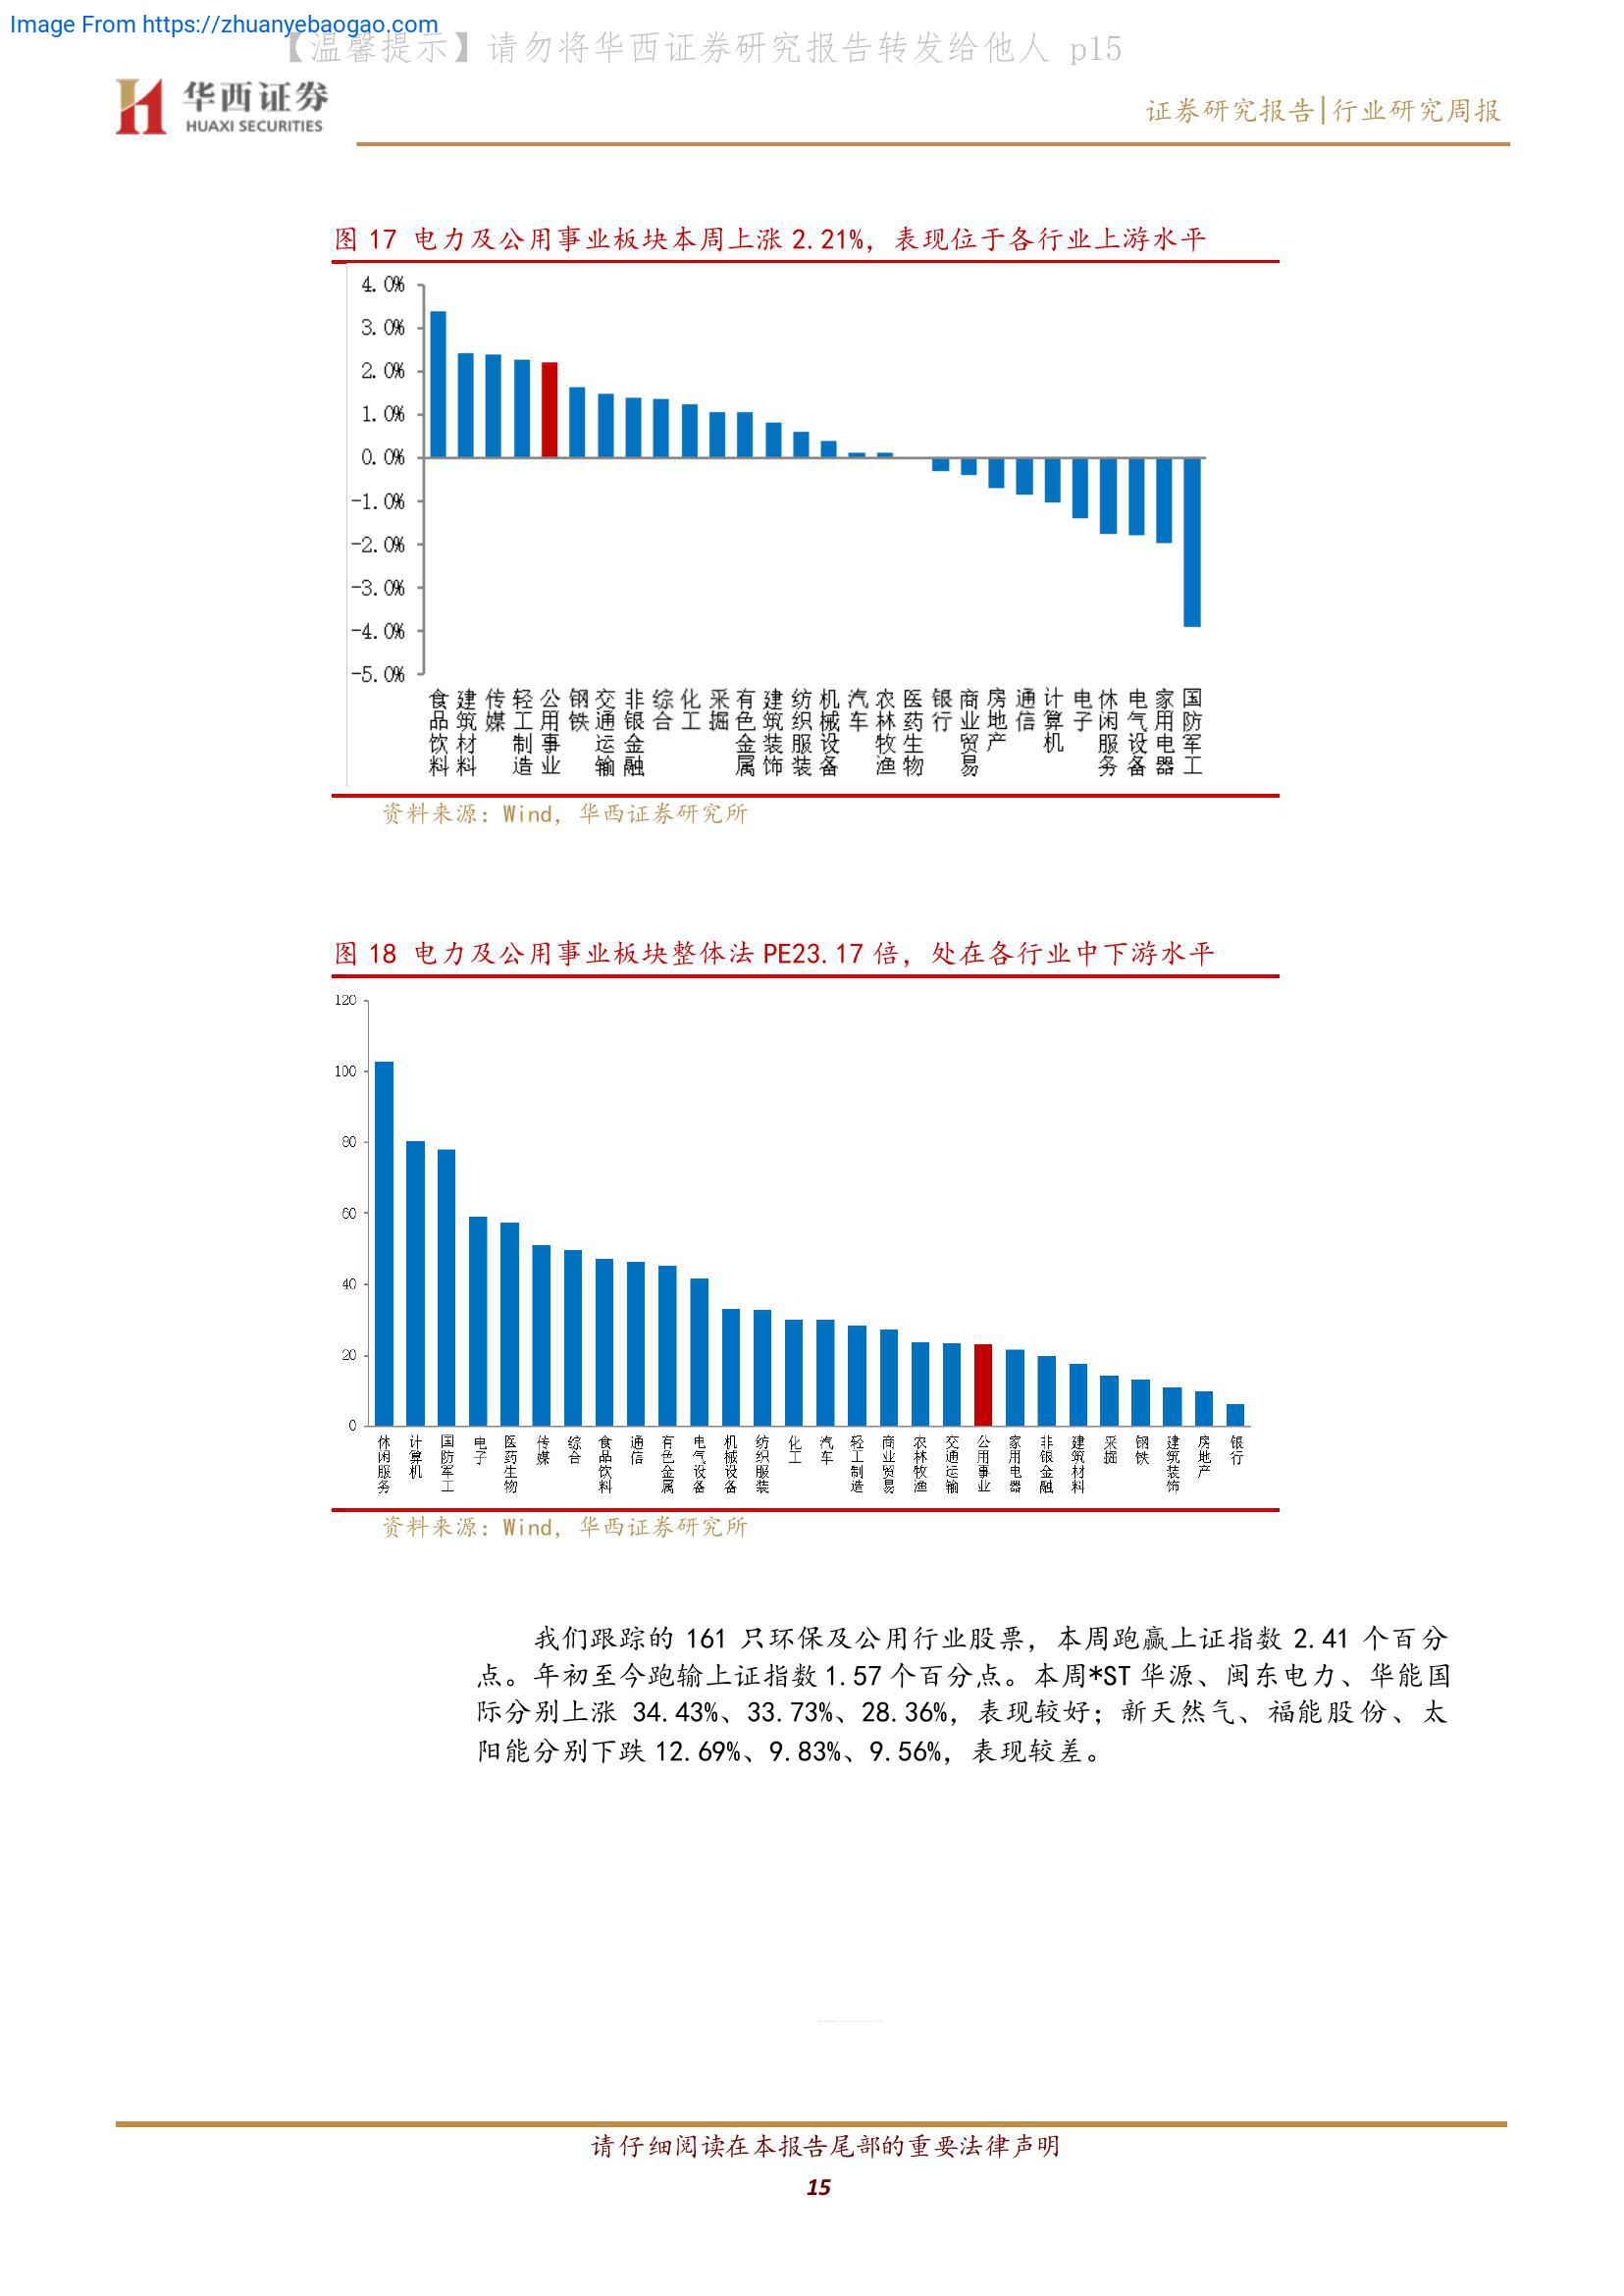 Image From https://zhuanyebaogao.com
【温馨提示】请勿将华西证券研究报告转发给他人 p15
华西证券
HUAXI SECURITIES
证券研究报告|行业研究周报
图 17 电力及公用事业板块本周上涨 2.21%，表现位于各行业上游水平
4.0%
3.0%
2.0%
1.0%
0.0%
-1.0%
-2.0%
-3.0%
-4.0%
-5.0%
食品饮料 建筑材料 传媒 轻工制造 公用事业 钢铁 交通运输 非银金融 综合 化工 采掘 有色金属 建筑装饰 纺织服装 机械设备 汽车 农林牧渔 医药生物 银行 商业贸易 房地产 通信 计算机 电子 休闲服务 电气设备 家用电器 国防军工
资料来源：Wind，华西证券研究所
图 18 电力及公用事业板块整体法 PE23.17 倍，处在各行业中下游水平
120
100
80
60
40
20
0
休闲服务 计算机 国防军工 电子 医药生物 传媒 综合 食品饮料 通信 有色金属 电气设备 机械设备 纺织服装 化工 汽车 轻工制造 商业贸易 农林牧渔 交通运输 公用事业 家用电器 非银金融 建筑材料 采掘 钢铁 建筑装饰 房地产 银行
资料来源：Wind，华西证券研究所
我们跟踪的 161 只环保及公用行业股票，本周跑赢上证指数 2.41 个百分
点。年初至今跑输上证指数 1.57 个百分点。本周*ST 华源、闽东电力、华能国
际分别上涨 34.43%、33.73%、28.36%，表现较好；新天然气、福能股份、太
阳能分别下跌 12.69%、9.83%、9.56%，表现较差。
请仔细阅读在本报告尾部的重要法律声明
15